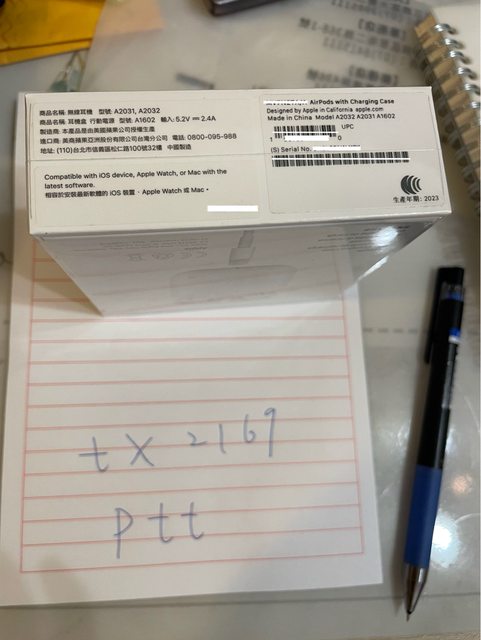 商品名稱: 無線耳機 型號: A2031, A2032
商品名稱: 耳機盒 行動電源 型號: A1602 輸入: 5.2V 2.4A
製造商: 本產品是由美國蘋果公司授權生產
進口商: 美商蘋果亞洲股份有限公司台灣分公司 電話: 0800-095-988
地址: (110)台北市信義區松仁路100號32樓 中國製造
Compatible with iOS device, Apple Watch, or Mac with the
latest software.
相容於安裝最新軟體的 iOS 裝置、Apple Watch 或 Mac。
AirPods with Charging Case
Designed by Apple in California apple.com
Made in China Model A2032 A2031 A1602
UPC
1 0
(S) Serial No.
生產年期: 2023
tx2169
ptt